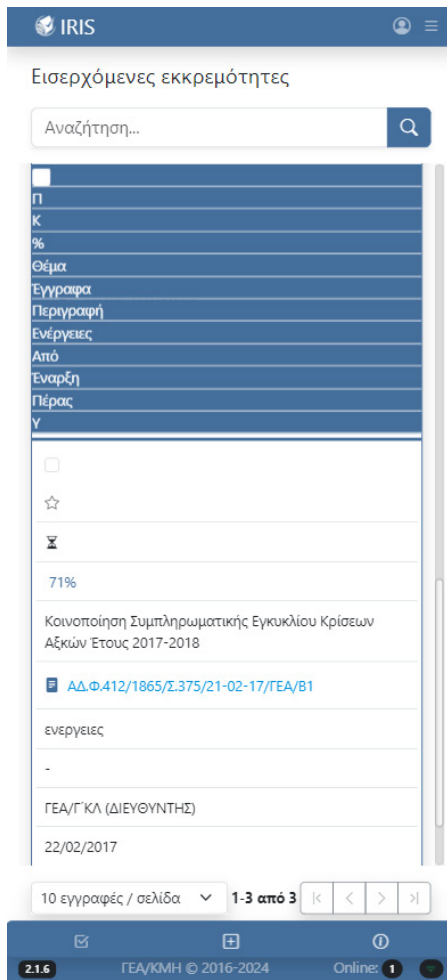 IRIS
Εισερχόμενες εκκρεμότητες
Αναζήτηση...
Π
Κ
%
Θέμα
Έγγραφα
Περιγραφή
Ενέργειες
Από
Έναρξη
Πέρας
Υ
71%
Κοινοποίηση Συμπληρωματικής Εγκυκλίου Κρίσεων
Αξκών Έτους 2017-2018
ΑΔ.Φ.412/1865/Σ.375/21-02-17/ΓΕΑ/Β1
ενεργειες
-
ΓΕΑ/Γ΄ΚΛ (ΔΙΕΥΘΥΝΤΗΣ)
22/02/2017
10 εγγραφές / σελίδα 1-3 από 3
2.1.6 ΓΕΑ/ΚΜΗ © 2016-2024 Online: 1